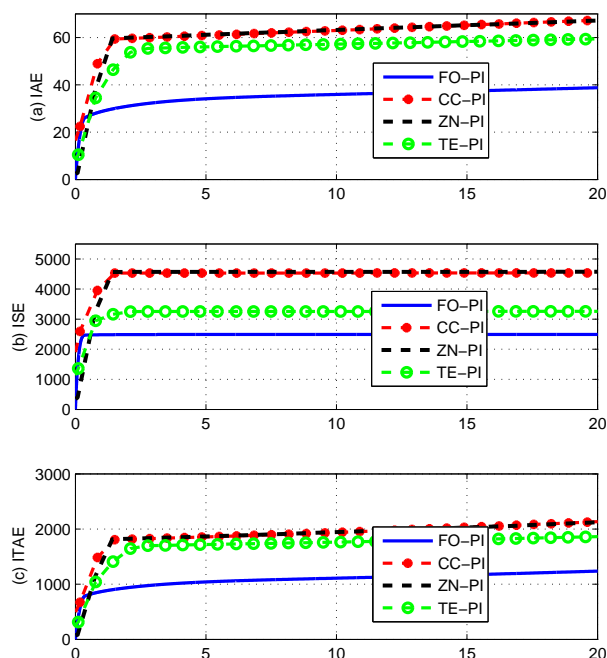 60
40
20
0
(a) IAE
FO−PI
CC−PI
ZN−PI
TE−PI
0 5 10 15 20
5000
4000
3000
2000
1000
0
(b) ISE
FO−PI
CC−PI
ZN−PI
TE−PI
0 5 10 15 20
3000
2000
1000
0
(c) ITAE
FO−PI
CC−PI
ZN−PI
TE−PI
0 5 10 15 20